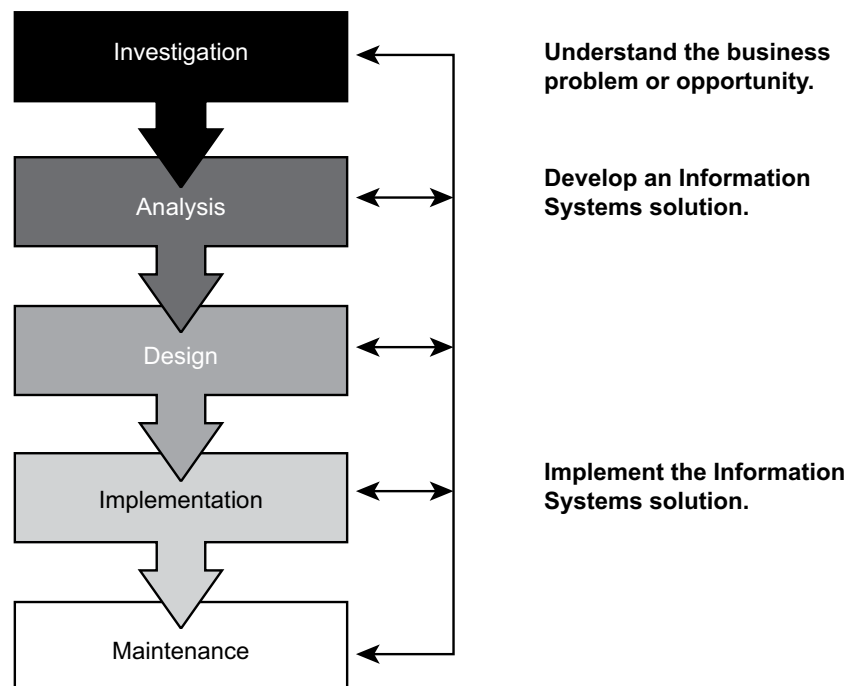 Investigation
Understand the business
problem or opportunity.
Analysis
Develop an Information
Systems solution.
Design
Implementation
Implement the Information
Systems solution.
Maintenance